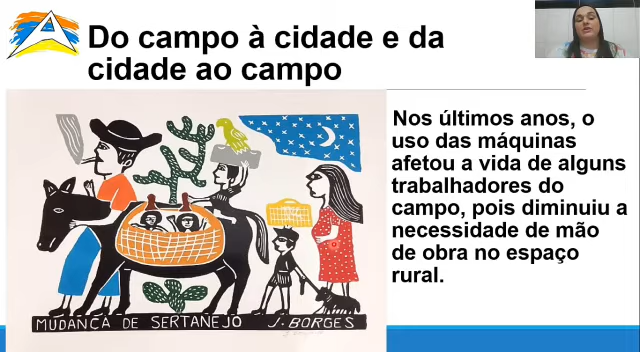 Do campo à cidade e da
cidade ao campo
Nos últimos anos, o
uso das máquinas
afetou a vida de alguns
trabalhadores do
campo, pois diminuiu a
necessidade de mão
de obra no espaço
rural.
MUDANÇA DE SERTANEJO J. BORGES